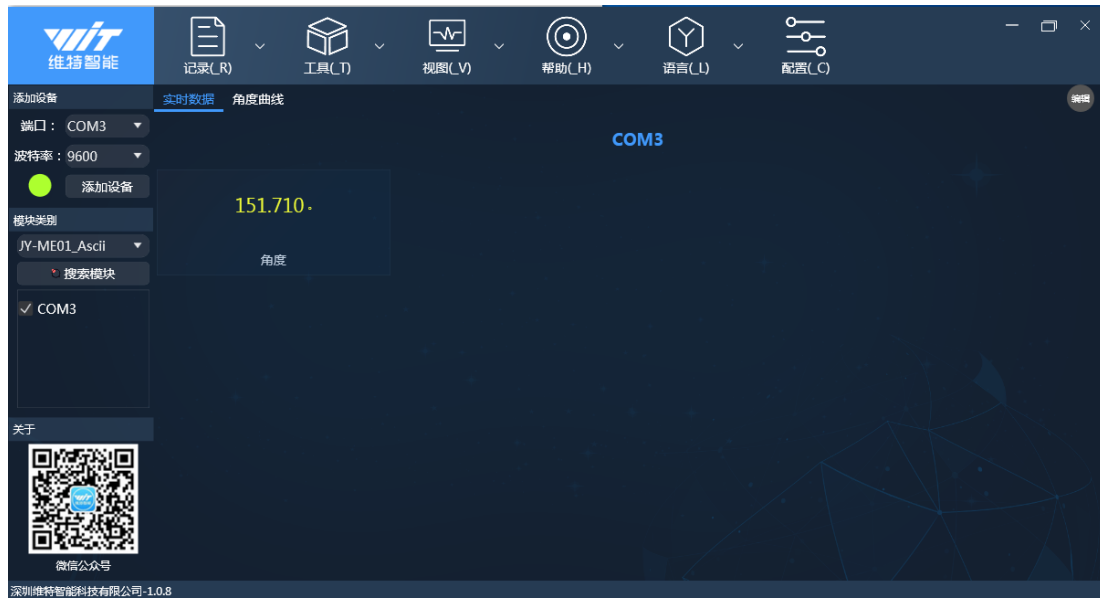 WIT
维特智能
记录(_R)
工具(_T)
视图(_V)
帮助(_H)
语言(_L)
配置(_C)
添加设备
端口： COM3
波特率：9600
添加设备
模块类别
JY-ME01_Ascii
搜索模块
COM3
关于
微信公众号
实时数据 角度曲线
编辑
COM3
151.710°
角度
深圳维特智能科技有限公司-1.0.8